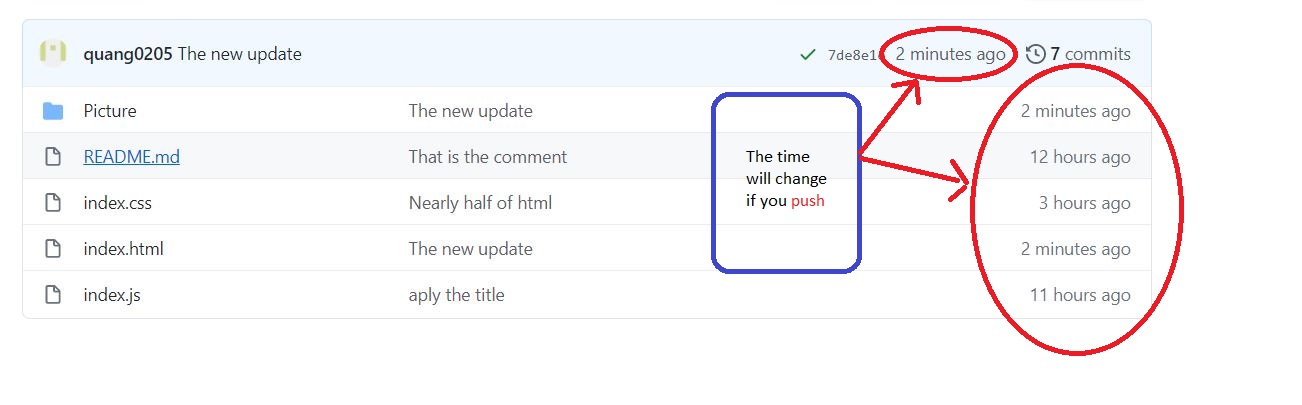 quang0205 The new update 7de8e1 2 minutes ago 7 commits
Picture The new update 2 minutes ago
README.md That is the comment 12 hours ago
index.css Nearly half of html 3 hours ago
index.html The new update 2 minutes ago
index.js aply the title 11 hours ago
The time
will change
if you push